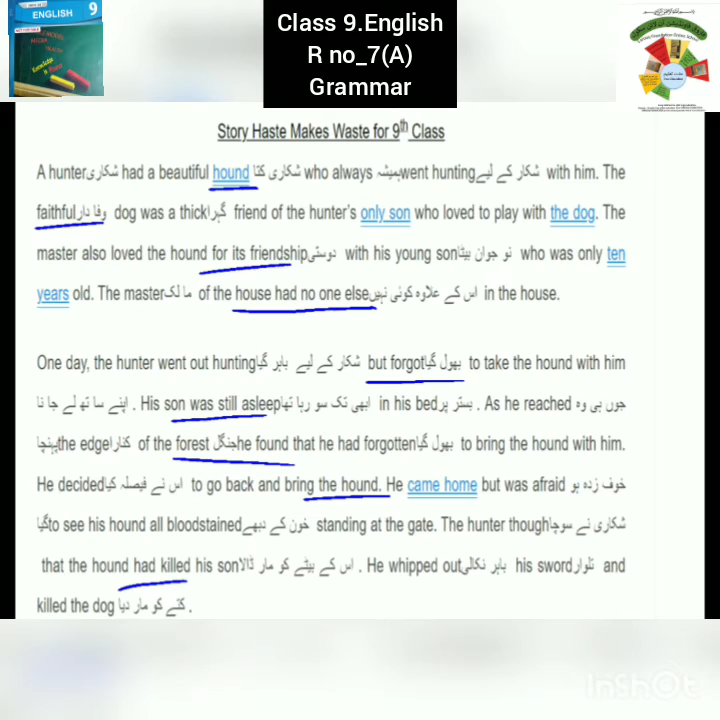 ENGLISH 9
Class 9.English
R no_7(A)
Grammar
Story Haste Makes Waste for 9th Class
A hunter شکاری had a beautiful hound شکاری کتا who always ہمیشہ went hunting شکار کے لیے with him. The
faithful وفا دار dog was a thick گہرا friend of the hunter's only son who loved to play with the dog. The
master also loved the hound for its friendship دوستی with his young son نو جوان بیٹا who was only ten
years old. The master ما لک of the house had no one else اس کے علاوہ کوئی نہیں in the house.
One day, the hunter went out hunting شکار کے لیے باہر گیا but forgot بھول گیا to take the hound with him
اپنے سا تھ لے جا نا . His son was still asleep ابھی تک سو رہا تھا in his bed بستر پر . As he reached جوں ہی وہ
پہنچا the edge کنارا of the forest جنگل he found that he had forgotten بھول گیا to bring the hound with him.
He decided اس نے فیصلہ کیا to go back and bring the hound. He came home but was afraid خوف زدہ ہو
گیا to see his hound all bloodstained خون کے دبھے standing at the gate. The hunter though شکاری نے سوچا
that the hound had killed his son اس کے بیٹے کو مار ڈالا . He whipped out باہر نکالی his sword تلوار and
killed the dog کتے کو مار دیا .
InShOt